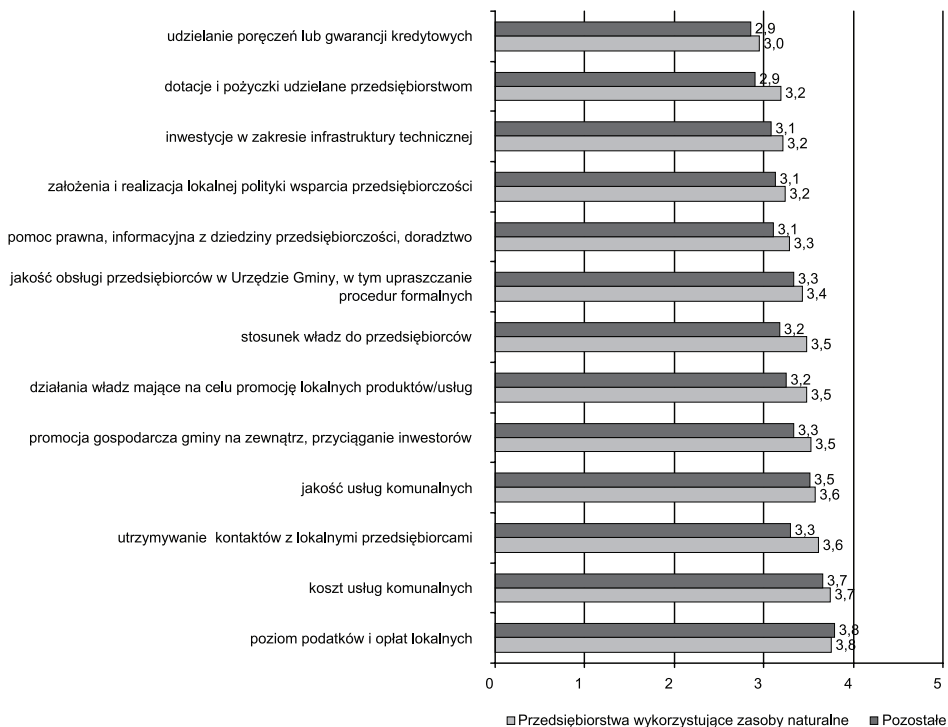 udzielanie poręczeń lub gwarancji kredytowych
2,9
3,0
dotacje i pożyczki udzielane przedsiębiorstwom
2,9
3,2
inwestycje w zakresie infrastruktury technicznej
3,1
3,2
założenia i realizacja lokalnej polityki wsparcia przedsiębiorczości
3,1
3,2
pomoc prawna, informacyjna z dziedziny przedsiębiorczości, doradztwo
3,1
3,3
jakość obsługi przedsiębiorców w Urzędzie Gminy, w tym upraszczanie
procedur formalnych
3,3
3,4
stosunek władz do przedsiębiorców
3,2
3,5
działania władz mające na celu promocję lokalnych produktów/usług
3,2
3,5
promocja gospodarcza gminy na zewnątrz, przyciąganie inwestorów
3,3
3,5
jakość usług komunalnych
3,5
3,6
utrzymywanie kontaktów z lokalnymi przedsiębiorcami
3,3
3,6
koszt usług komunalnych
3,7
3,7
poziom podatków i opłat lokalnych
3,8
3,8
0 1 2 3 4 5
Przedsiębiorstwa wykorzystujące zasoby naturalne Pozostałe